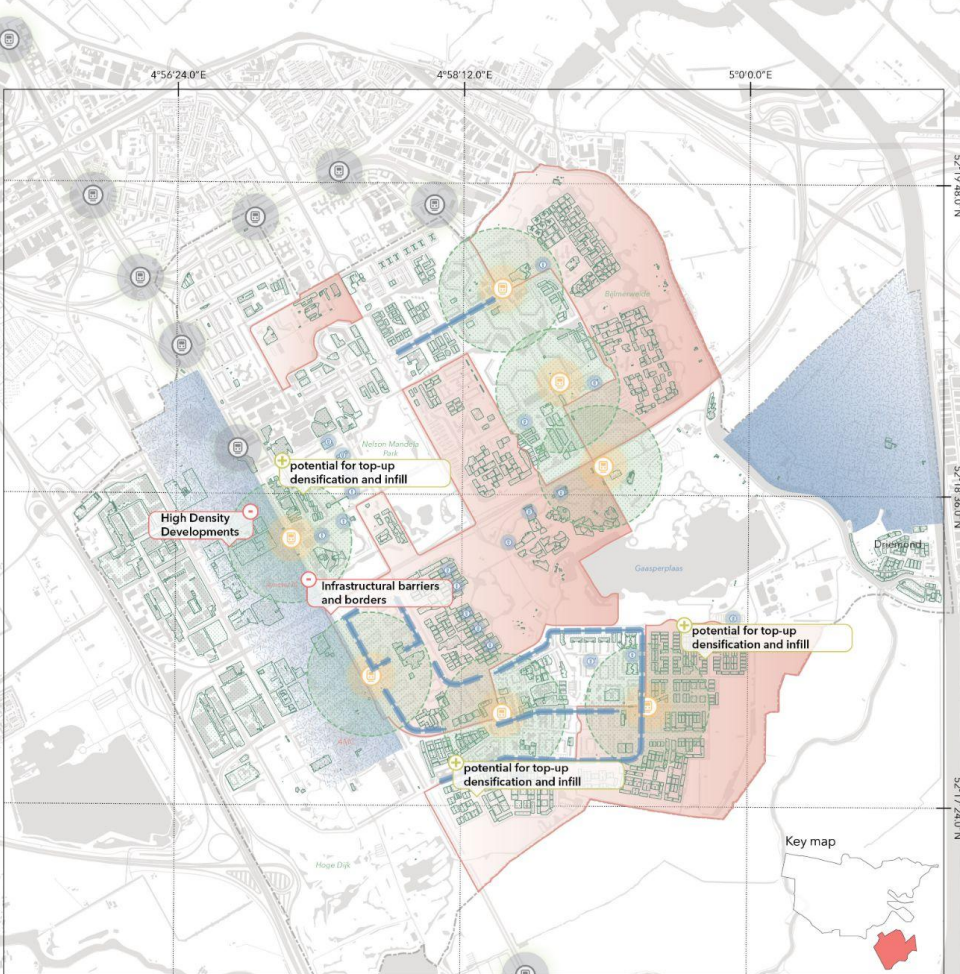 4°56'24.0"E
4°58'12.0"E
5°0'0.0"E
52°19'48.0"N
Bijlmerweide
Nelson Mandela
Park
potential for top-up
densification and infill
52°18'36.0"N
High Density
Developments
Driemond
Gaasperplaas
Infrastructural barriers
and borders
potential for top-up
densification and infill
AMC
potential for top-up
densification and infill
52°17'24.0"N
Key map
Hoge Dijk